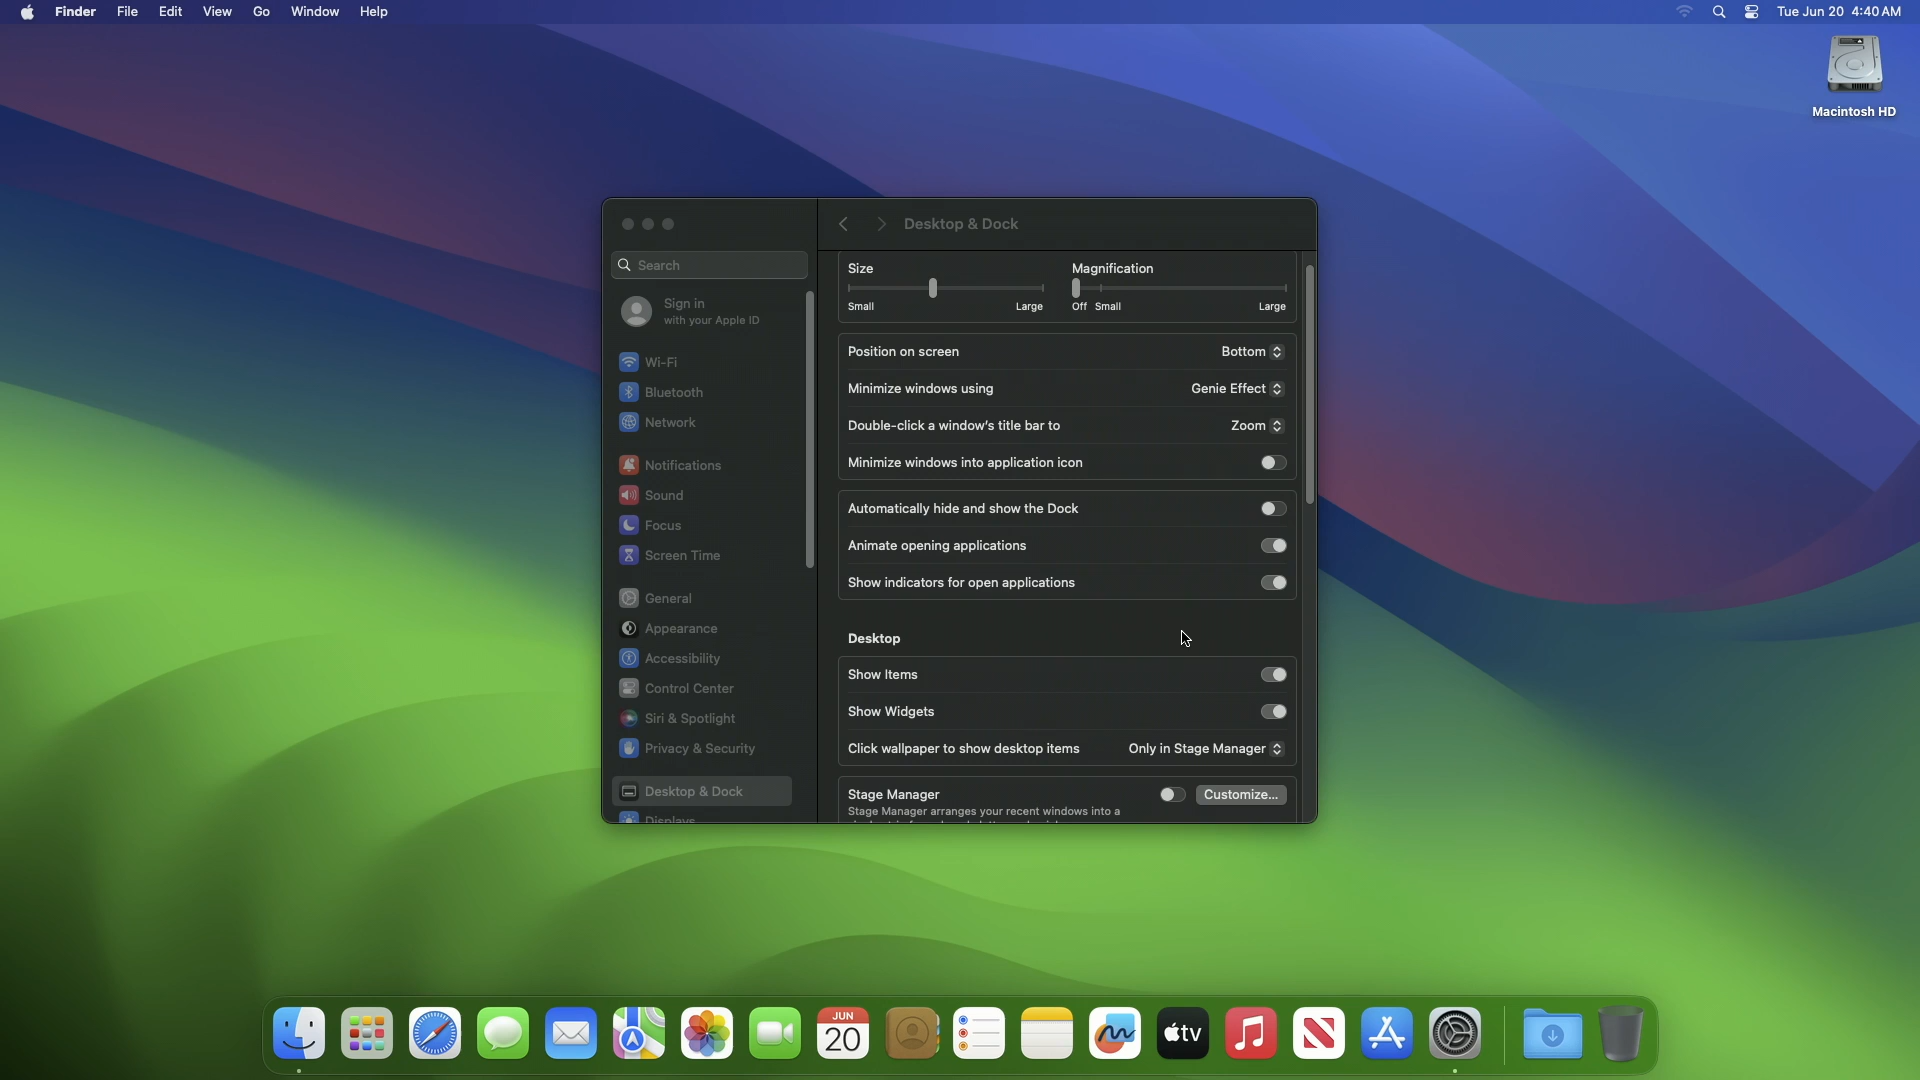 Finder File Edit View Go Window Help
Tue Jun 20 4:40 AM
Macintosh HD
Desktop & Dock
Search
Sign in
with your Apple ID
Wi-Fi
Bluetooth
Network
Notifications
Sound
Focus
Screen Time
General
Appearance
Accessibility
Control Center
Siri & Spotlight
Privacy & Security
Desktop & Dock
Displays
Size
Magnification
Small
Large
Off
Small
Large
Position on screen
Bottom
Minimize windows using
Genie Effect
Double-click a window's title bar to
Zoom
Minimize windows into application icon
Automatically hide and show the Dock
Animate opening applications
Show indicators for open applications
Desktop
Show Items
Show Widgets
Click wallpaper to show desktop items
Only in Stage Manager
Stage Manager
Customize...
Stage Manager arranges your recent windows into a
JUN
20
tv